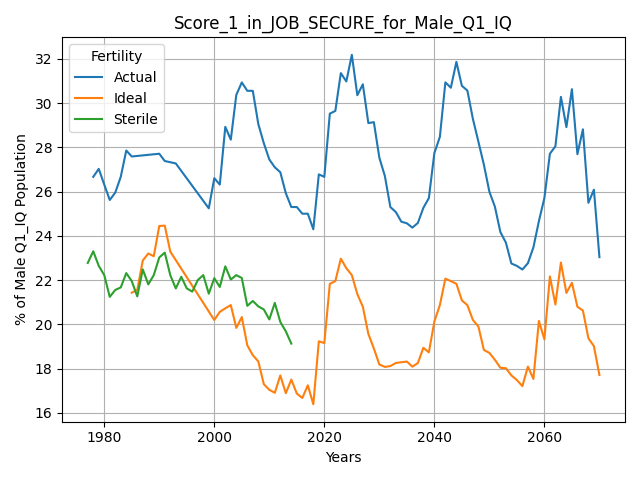 Score_1_in_JOB_SECURE_for_Male_Q1_IQ
Fertility
Actual
Ideal
Sterile
% of Male Q1_IQ Population
32
30
28
26
24
22
20
18
16
1980
2000
2020
2040
2060
Years